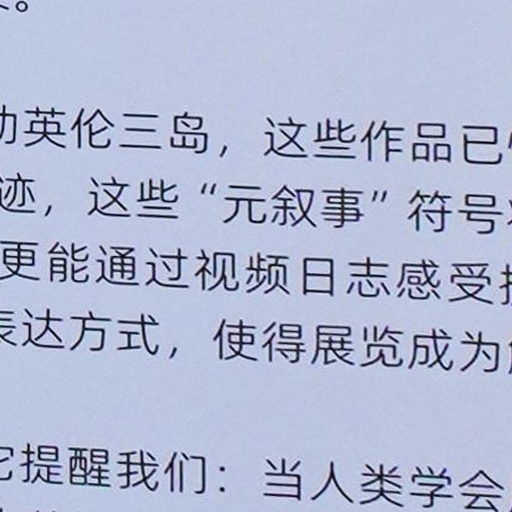 动英伦三岛，这些作品已
迹，这些“元叙事”符号
更能通过视频日志感受
表达方式，使得展览成为
它提醒我们：当人类学会